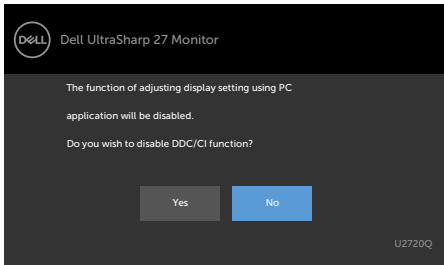 DELL
Dell UltraSharp 27 Monitor
The function of adjusting display setting using PC
application will be disabled.
Do you wish to disable DDC/CI function?
Yes
No
U2720Q